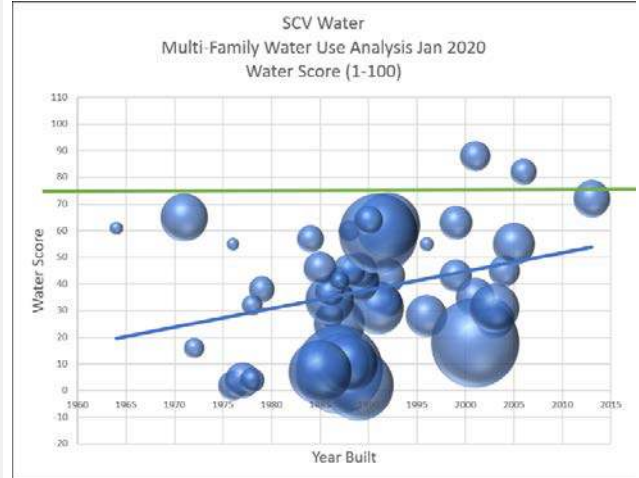 SCV Water
Multi-Family Water Use Analysis Jan 2020
Water Score (1-100)
110
100
90
80
70
60
50
40
30
20
10
0
-10
20
Water Score
1960 1965 1970 1975 1980 1995 2000 2005 2010 2015
Year Built